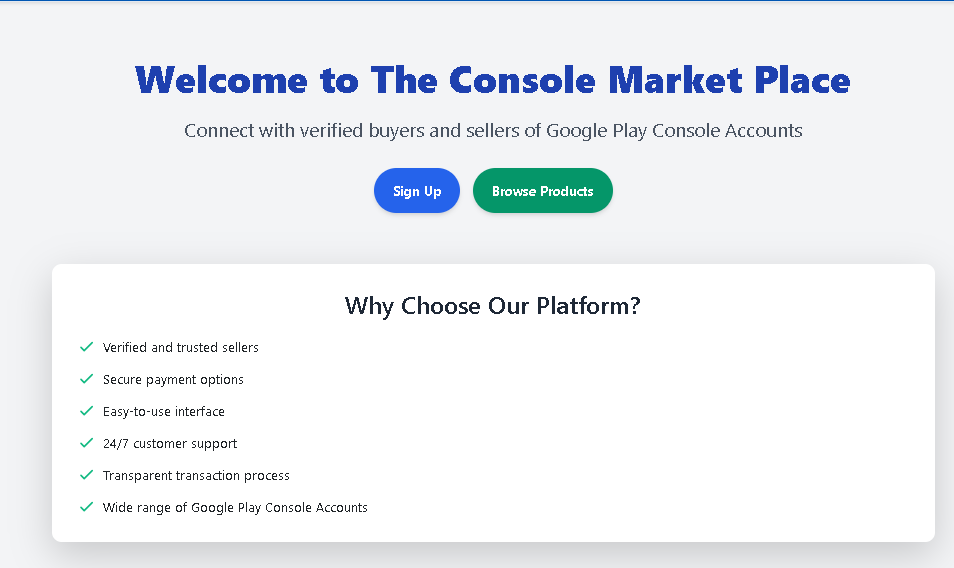 Welcome to The Console Market Place
Connect with verified buyers and sellers of Google Play Console Accounts
Sign Up
Browse Products
Why Choose Our Platform?
Verified and trusted sellers
Secure payment options
Easy-to-use interface
24/7 customer support
Transparent transaction process
Wide range of Google Play Console Accounts